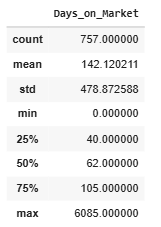 Days_on_Market
count 757.000000
mean 142.120211
std 478.872588
min 0.000000
25% 40.000000
50% 62.000000
75% 105.000000
max 6085.000000